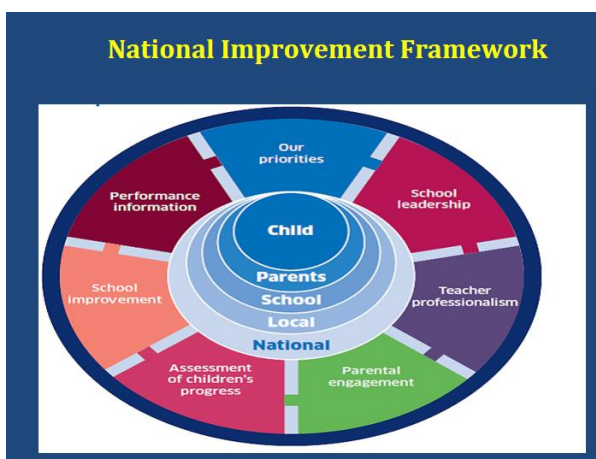 National Improvement Framework
Our
priorities
School
leadership
Teacher
professionalism
Parental
engagement
Assessment
of children's
progress
School
improvement
Performance
information
Child
Parents
School
Local
National